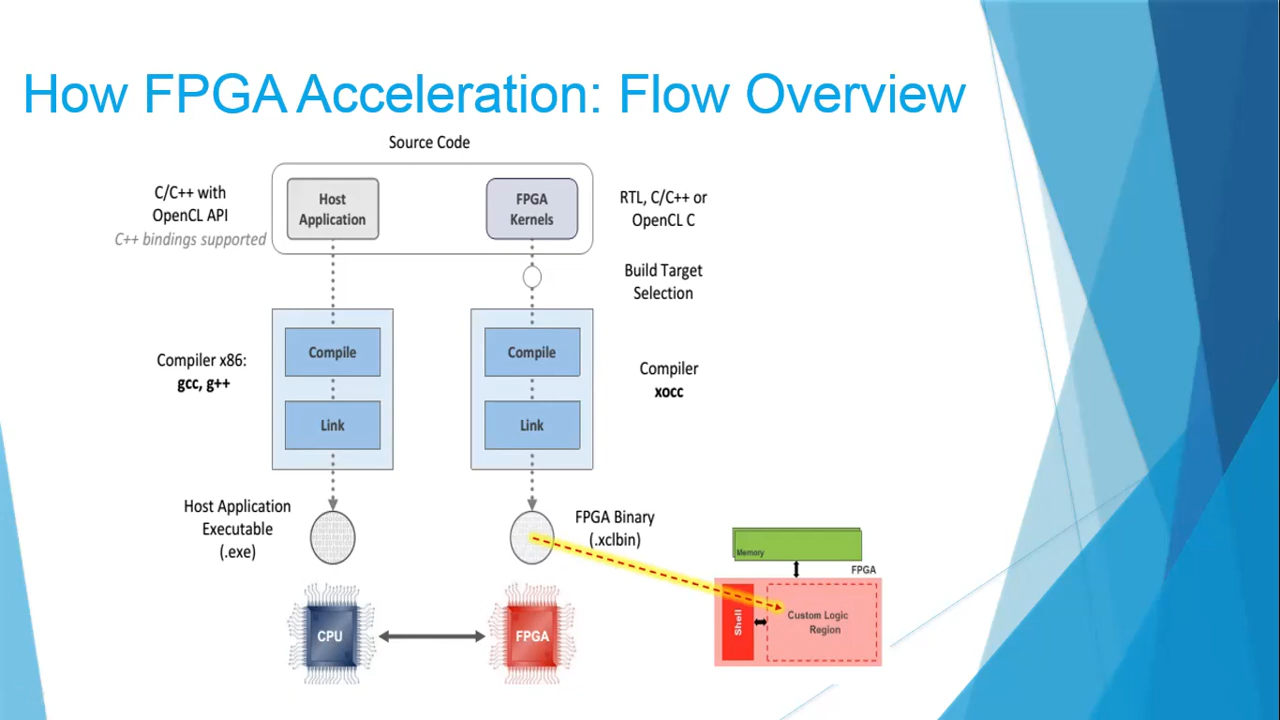 How FPGA Acceleration: Flow Overview
Source Code
C/C++ with
OpenCL API
C++ bindings supported
Host
Application
FPGA
Kernels
RTL, C/C++ or
OpenCL C
Build Target
Selection
Compiler x86:
gcc, g++
Compile
Link
Compile
Link
Compiler
xocc
Host Application
Executable
(.exe)
FPGA Binary
(.xclbin)
CPU
FPGA
Memory
FPGA
Shell
Custom Logic
Region